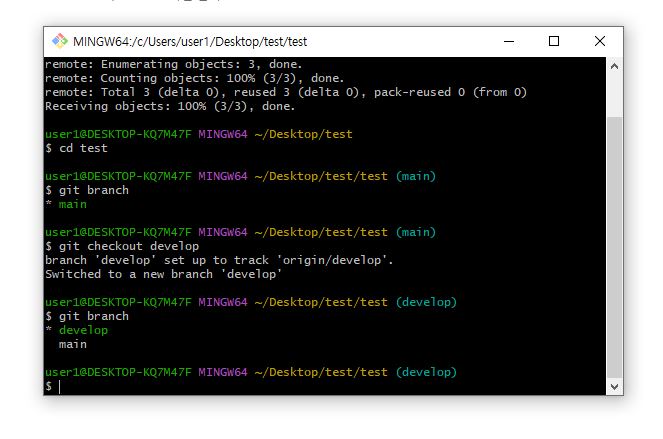 MINGW64:/c/Users/user1/Desktop/test/test
remote: Enumerating objects: 3, done.
remote: Counting objects: 100% (3/3), done.
remote: Total 3 (delta 0), reused 3 (delta 0), pack-reused 0 (from 0)
Receiving objects: 100% (3/3), done.
user1@DESKTOP-KQ7M47F MINGW64 ~/Desktop/test
$ cd test
user1@DESKTOP-KQ7M47F MINGW64 ~/Desktop/test/test (main)
$ git branch
* main
user1@DESKTOP-KQ7M47F MINGW64 ~/Desktop/test/test (main)
$ git checkout develop
branch 'develop' set up to track 'origin/develop'.
Switched to a new branch 'develop'
user1@DESKTOP-KQ7M47F MINGW64 ~/Desktop/test/test (develop)
$ git branch
* develop
  main
user1@DESKTOP-KQ7M47F MINGW64 ~/Desktop/test/test (develop)
$